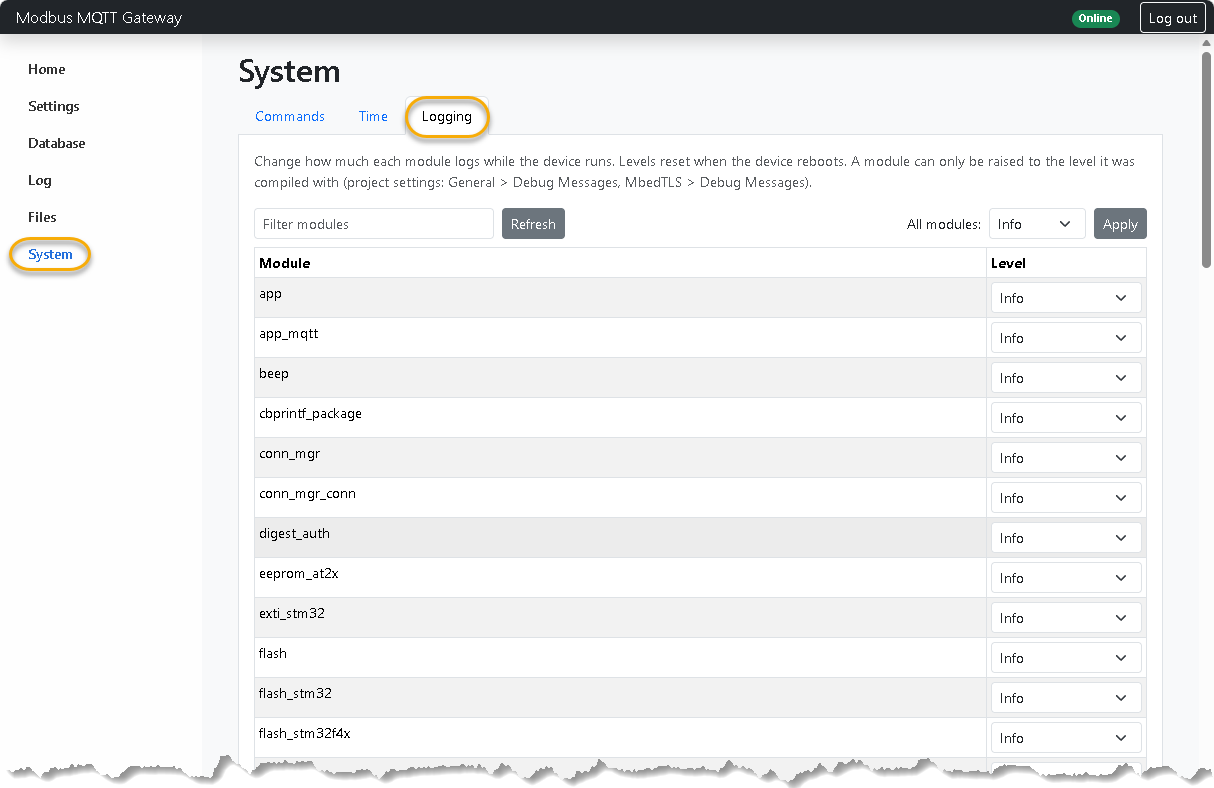 Modbus MQTT Gateway
Online
Log out
Home
Settings
Database
Log
Files
System
System
Commands
Time
Logging
Change how much each module logs while the device runs. Levels reset when the device reboots. A module can only be raised to the level it was
compiled with (project settings: General > Debug Messages, MbedTLS > Debug Messages).
Filter modules
Refresh
All modules:
Info
Apply
Module
Level
app
Info
app_mqtt
Info
beep
Info
cbprintf_package
Info
conn_mgr
Info
conn_mgr_conn
Info
digest_auth
Info
eeprom_at2x
Info
exti_stm32
Info
flash
Info
flash_stm32
Info
flash_stm32f4x
Info